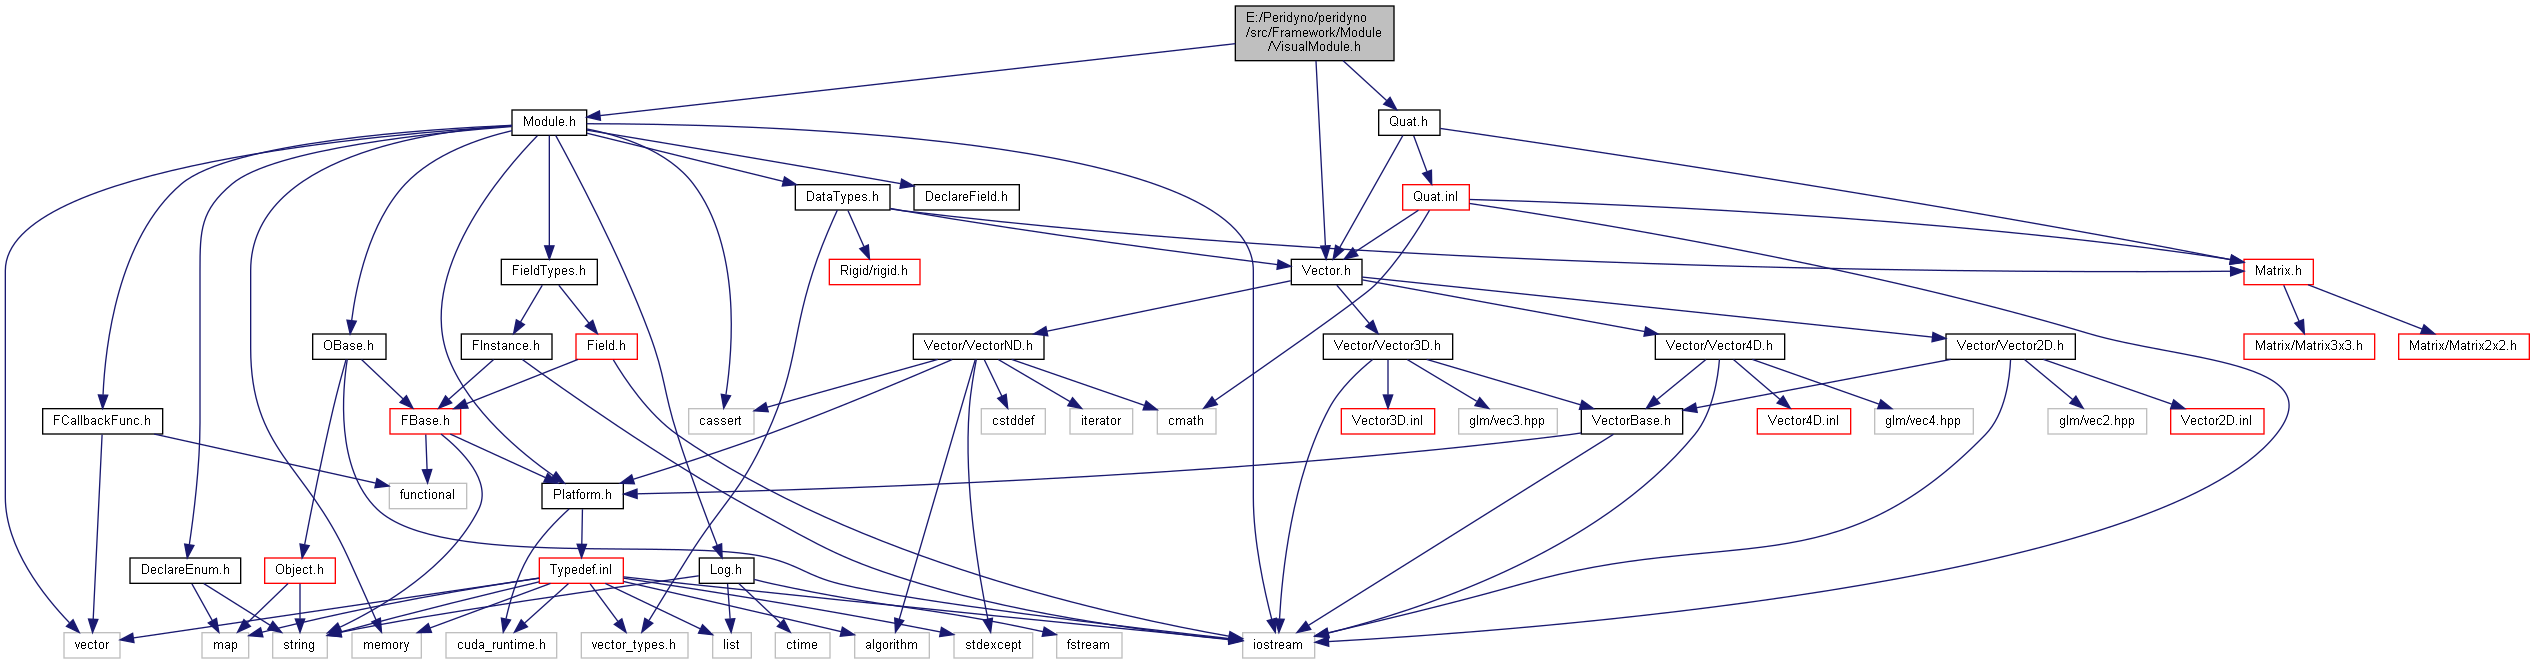 E:/Peridyno/peridyno
/src/Framework/Module
/VisualModule.h
Module.h
Quat.h
DataTypes.h
DeclareField.h
Quat.inl
FieldTypes.h
Rigid/rigid.h
Vector.h
Matrix.h
OBase.h
FInstance.h
Field.h
Vector/VectorND.h
Vector/Vector3D.h
Vector/Vector4D.h
Vector/Vector2D.h
Matrix/Matrix3x3.h
Matrix/Matrix2x2.h
FCallbackFunc.h
FBase.h
cassert
cstddef
iterator
cmath
Vector3D.inl
glm/vec3.hpp
VectorBase.h
Vector4D.inl
glm/vec4.hpp
glm/vec2.hpp
Vector2D.inl
functional
Platform.h
DeclareEnum.h
Object.h
Typedef.inl
Log.h
vector
map
string
memory
cuda_runtime.h
vector_types.h
list
ctime
algorithm
stdexcept
fstream
iostream